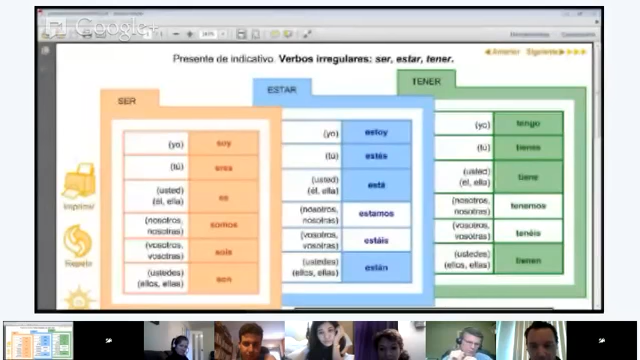 Google+
Presente de indicativo. Verbos irregulares: ser, estar, tener.
Anterior Siguiente
SER
(yo) soy
(tú) eres
(usted)
(él, ella) es
(nosotros,
nosotras) somos
(vosotros,
vosotras) sois
(ustedes)
(ellos, ellas) son
ESTAR
(yo) estoy
(tú) estás
(usted)
(él, ella) está
(nosotros,
nosotras) estamos
(vosotros,
vosotras) estáis
(ustedes)
(ellos, ellas) están
TENER
(yo) tengo
(tú) tienes
(usted)
(él, ella) tiene
(nosotros,
nosotras) tenemos
(vosotros,
vosotras) tenéis
(ustedes)
(ellos, ellas) tienen
Imprimir